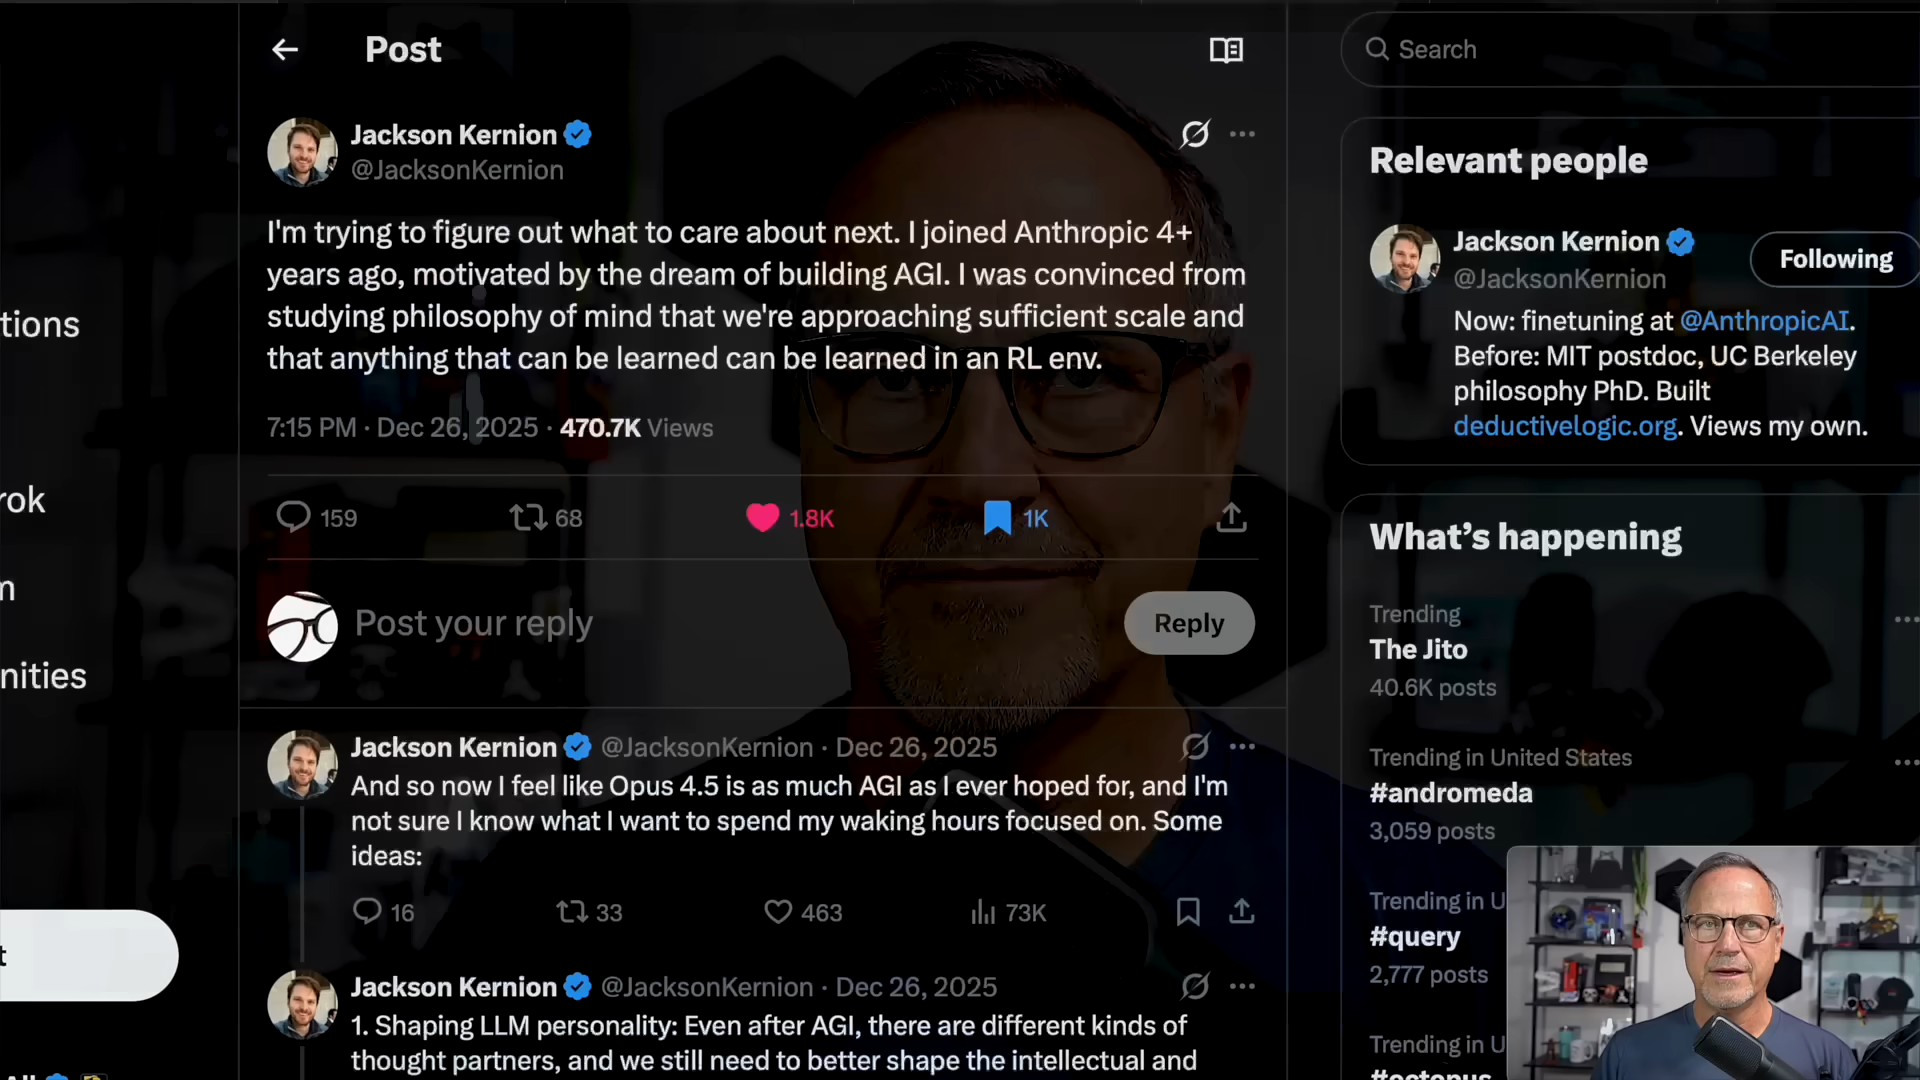 Post
Jackson Kernion
@JacksonKernion
I'm trying to figure out what to care about next. I joined Anthropic 4+
years ago, motivated by the dream of building AGI. I was convinced from
studying philosophy of mind that we're approaching sufficient scale and
that anything that can be learned can be learned in an RL env.
7:15 PM · Dec 26, 2025 · 470.7K Views
159
68
1.8K
1K
Post your reply
Reply
Jackson Kernion @JacksonKernion · Dec 26, 2025
And so now I feel like Opus 4.5 is as much AGI as I ever hoped for, and I'm
not sure I know what I want to spend my waking hours focused on. Some
ideas:
16
33
463
73K
Jackson Kernion @JacksonKernion · Dec 26, 2025
1. Shaping LLM personality: Even after AGI, there are different kinds of
thought partners, and we still need to better shape the intellectual and
tions
rok
m
nities
t
Search
Relevant people
Jackson Kernion
@JacksonKernion
Following
Now: finetuning at @AnthropicAI.
Before: MIT postdoc, UC Berkeley
philosophy PhD. Built
deductivelogic.org. Views my own.
What's happening
Trending
The Jito
40.6K posts
Trending in United States
#andromeda
3,059 posts
Trending in U
#query
2,777 posts
Trending in U
#octopus